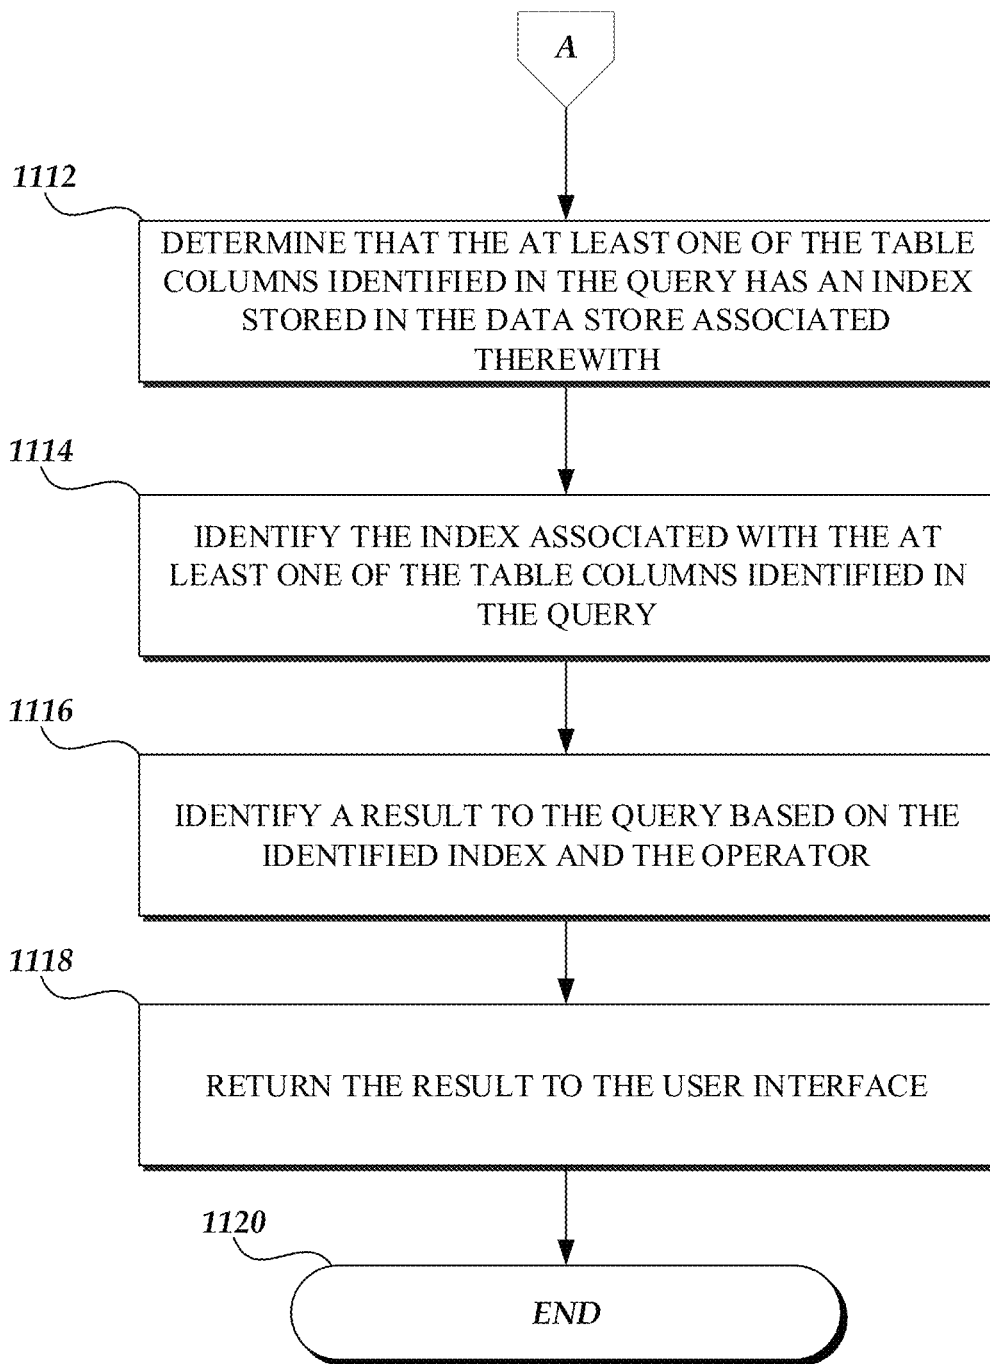 A
1112
DETERMINE THAT THE AT LEAST ONE OF THE TABLE
COLUMNS IDENTIFIED IN THE QUERY HAS AN INDEX
STORED IN THE DATA STORE ASSOCIATED
THEREWITH
1114
IDENTIFY THE INDEX ASSOCIATED WITH THE AT
LEAST ONE OF THE TABLE COLUMNS IDENTIFIED IN
THE QUERY
1116
IDENTIFY A RESULT TO THE QUERY BASED ON THE
IDENTIFIED INDEX AND THE OPERATOR
1118
RETURN THE RESULT TO THE USER INTERFACE
1120
END